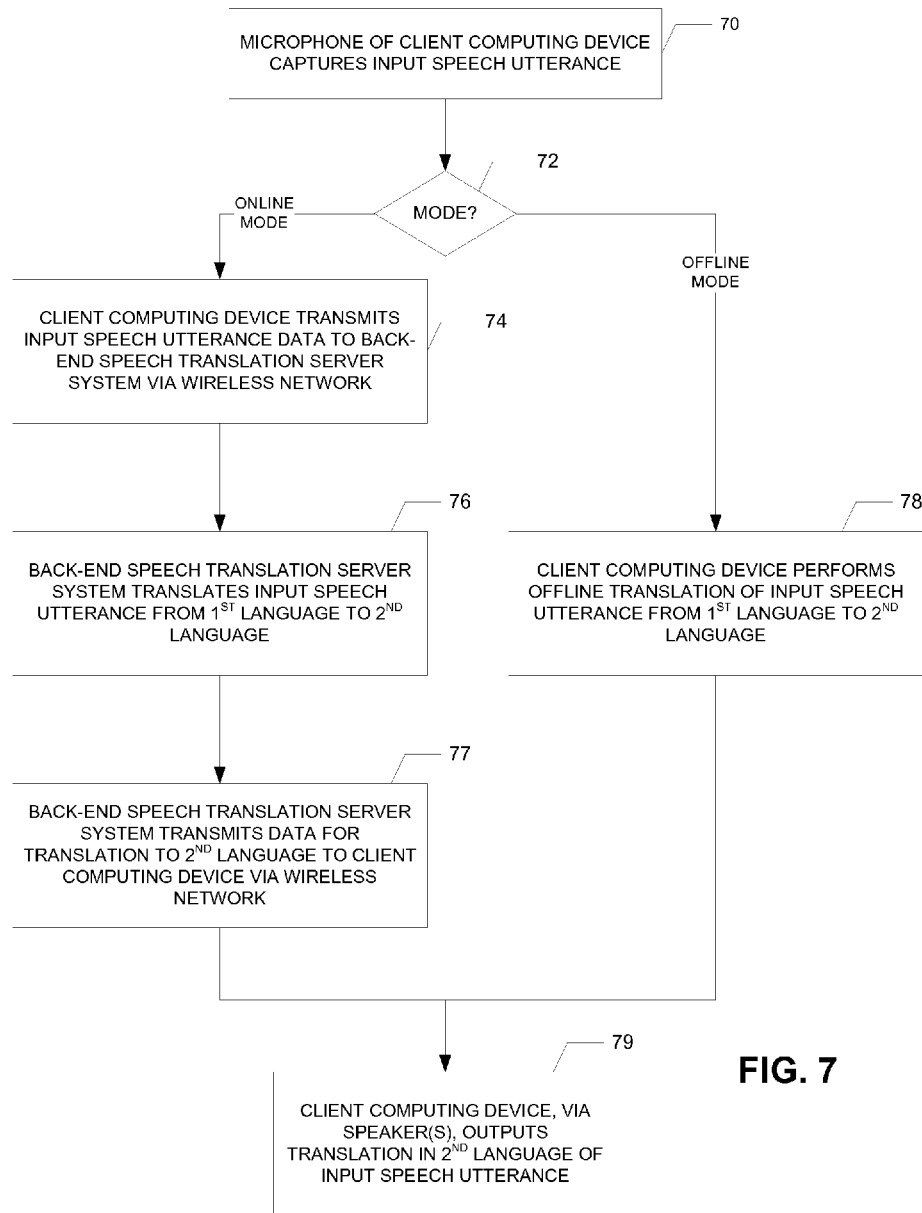 70
MICROPHONE OF CLIENT COMPUTING DEVICE
CAPTURES INPUT SPEECH UTTERANCE
72
MODE?
ONLINE
MODE
OFFLINE
MODE
74
CLIENT COMPUTING DEVICE TRANSMITS
INPUT SPEECH UTTERANCE DATA TO BACK-
END SPEECH TRANSLATION SERVER
SYSTEM VIA WIRELESS NETWORK
76
BACK-END SPEECH TRANSLATION SERVER
SYSTEM TRANSLATES INPUT SPEECH
UTTERANCE FROM 1ST LANGUAGE TO 2ND
LANGUAGE
78
CLIENT COMPUTING DEVICE PERFORMS
OFFLINE TRANSLATION OF INPUT SPEECH
UTTERANCE FROM 1ST LANGUAGE TO 2ND
LANGUAGE
77
BACK-END SPEECH TRANSLATION SERVER
SYSTEM TRANSMITS DATA FOR
TRANSLATION TO 2ND LANGUAGE TO CLIENT
COMPUTING DEVICE VIA WIRELESS
NETWORK
79
CLIENT COMPUTING DEVICE, VIA
SPEAKER(S), OUTPUTS
TRANSLATION IN 2ND LANGUAGE OF
INPUT SPEECH UTTERANCE
FIG. 7